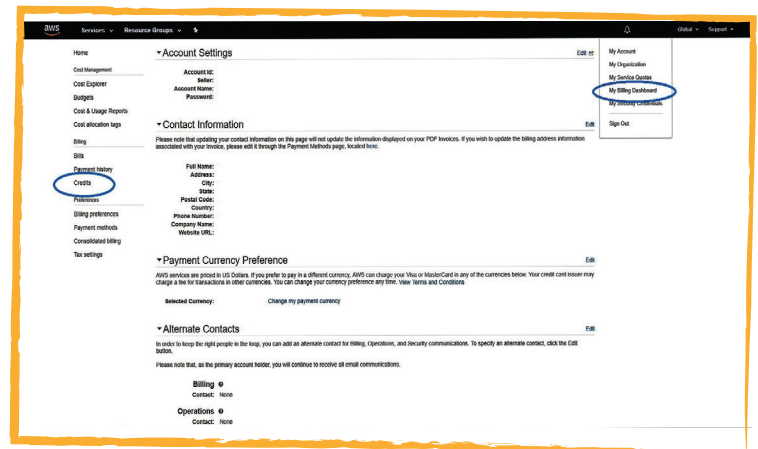 aws Services Resource Groups Global Support
Home
Cost Management
Cost Explorer
Budgets
Cost & Usage Reports
Cost allocation tags
Billing
Bills
Payment history
Credits
Preferences
Billing preferences
Payment methods
Consolidated billing
Tax settings
Account Settings Edit
Account Id:
Seller:
Account Name:
Password:
Contact Information Edit
Please note that updating your contact information on this page will not update the information displayed on your PDF Invoices. If you wish to update the billing address information
associated with your invoice, please edit it through the Payment Methods page, located here.
Full Name:
Address:
City:
State:
Postal Code:
Country:
Phone Number:
Company Name:
Website URL:
Payment Currency Preference Edit
AWS services are priced in US Dollars. If you prefer to pay in a different currency, AWS can charge your Visa or MasterCard in any of the currencies below. Your credit card issuer may
charge a fee for transactions in other currencies. You can change your currency preference any time. View Terms and Conditions
Selected Currency: Change my payment currency
Alternate Contacts Edit
In order to keep the right people in the loop, you can add an alternate contact for Billing, Operations, and Security communications. To specify an alternate contact, click the Edit
button.
Please note that, as the primary account holder, you will continue to receive all email communications.
Billing
Contact: None
Operations
Contact: None
My Account
My Organization
My Service Quotas
My Billing Dashboard
My Security Credentials
Sign Out